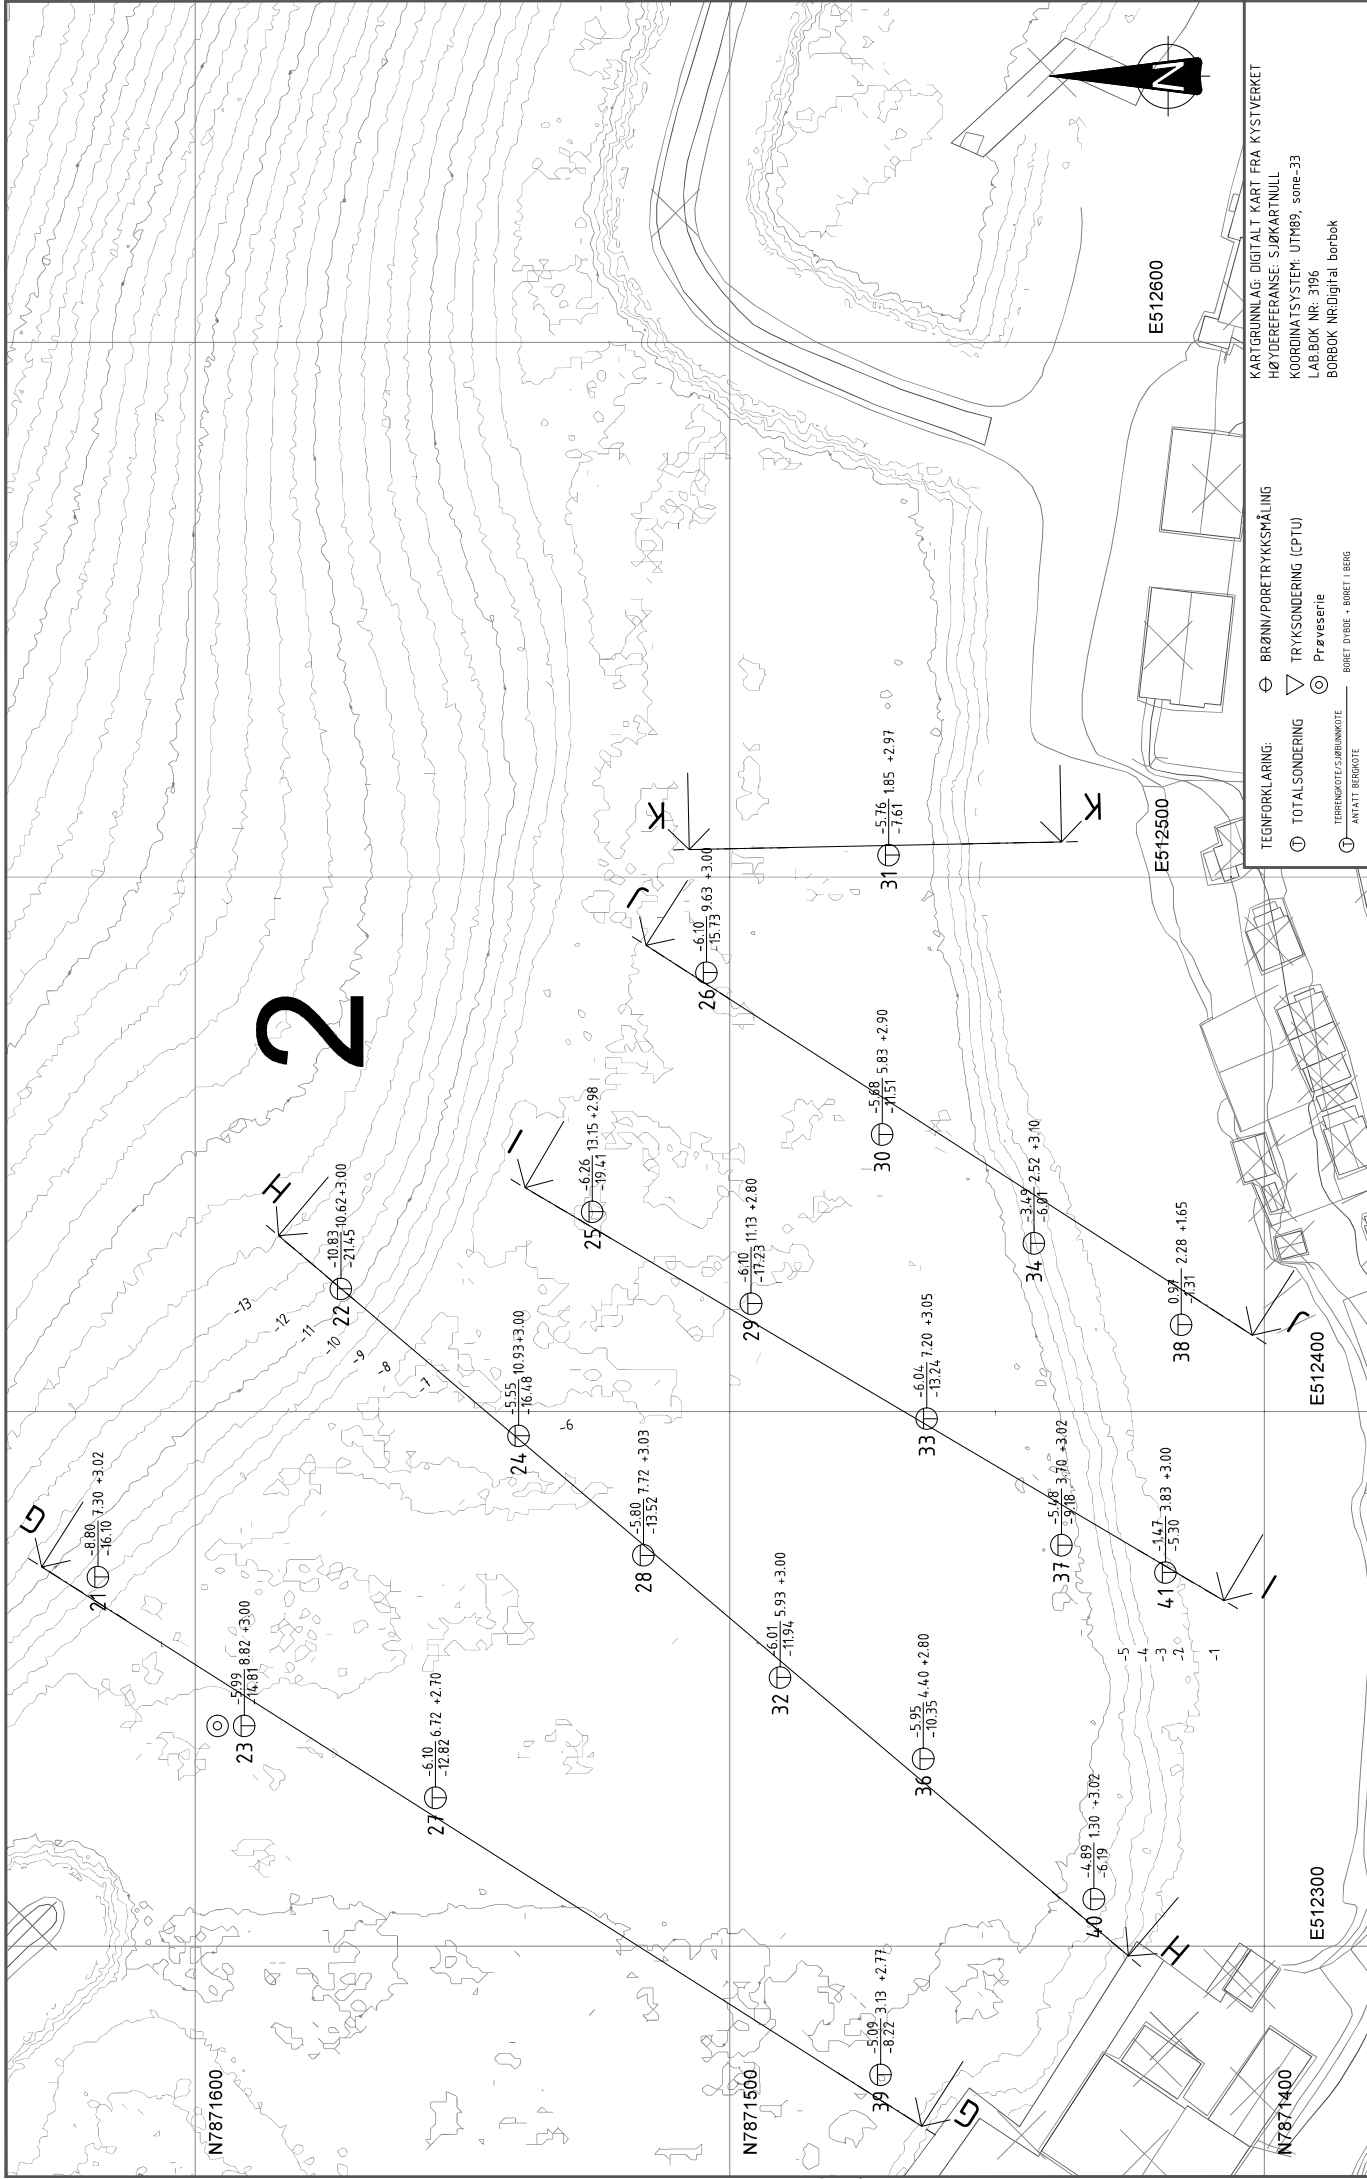 2
N
G
21
-8.80 7.30 +3.02
-16.10
23
-5.99 8.82 +3.00
-14.81
27
-6.10 6.72 +2.70
-12.82
39
-5.09 3.13 +2.77
-8.22
G
H
22
-10.83 10.62+3.00
-21.45
-13
-12
-11
-10
-9
-8
-7
-6
24
-5.55 10.93+3.00
-16.48
28
-5.80 7.72 +3.03
-13.52
32
-6.01 5.93 +3.00
-11.94
36
-5.95 4.40 +2.80
-10.35
40
-4.89 1.30 +3.02
-6.19
H
I
25
-6.26 13.15 +2.98
-19.41
29
-6.10 11.13 +2.80
-17.23
33
-6.04 7.20 +3.05
-13.24
37
-5.48 3.70 +3.02
-9.18
41
-1.47 3.83 +3.00
-5.30
I
-5
-4
-3
-2
-1
J
26
-6.10 9.63 +3.00
-15.73
30
-5.68 5.83 +2.90
-11.51
34
-3.49 2.52 +3.10
-6.01
38
0.97 2.28 +1.65
-1.31
J
K
31
-5.76 1.85 +2.97
-7.61
K
N7871600
N7871500
N7871400
E512300
E512400
E512500
E512600
TEGNFORKLARING:
TOTALSONDERING
BRØNN/PORETRYKKSMÅLING
TRYKSONDERING (CPTU)
Prøveserie
TERRENGKOTE/SJØBUNNKOTE
ANTATT BERGKOTE
BORET DYBDE + BORET I BERG
KARTGRUNNLAG: DIGITALT KART FRA KYSTVERKET
HØYDEREFERANSE: SJØKARTNULL
KOORDINATSYSTEM: UTM89, sone-33
LAB.BOK NR.: 3196
BORBOK NR:Digital borbok